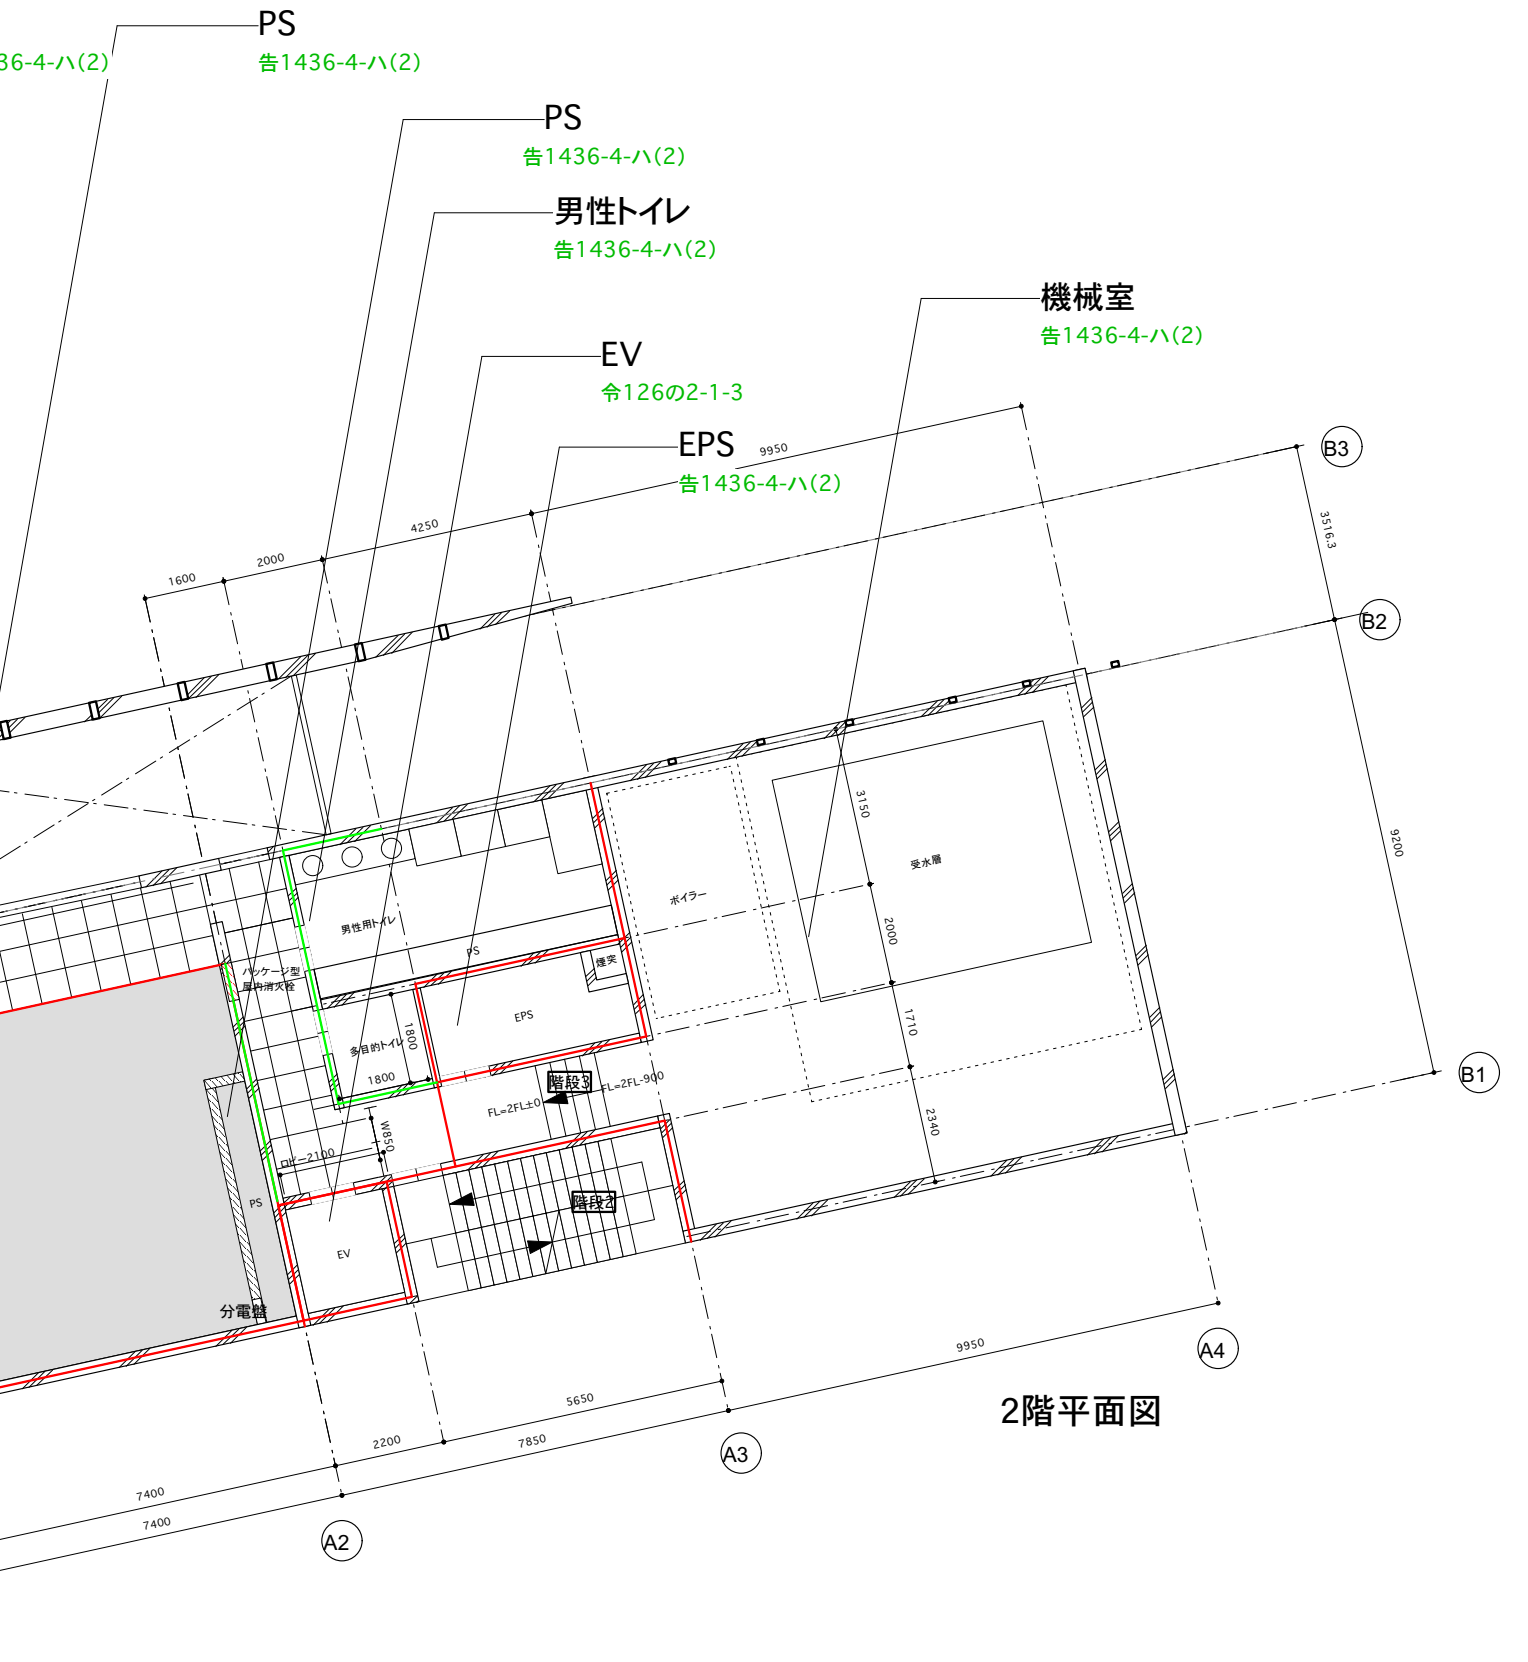 PS
36-4-ハ(2)
告1436-4-ハ(2)
PS
告1436-4-ハ(2)
男性トイレ
告1436-4-ハ(2)
機械室
告1436-4-ハ(2)
EV
令126の2-1-3
EPS
告1436-4-ハ(2)
9950
B3
4250
3516.3
2000
1600
B2
3150
9200
受水層
ボイラー
男性用トイレ
2000
PS
煙突
パッケージ型
屋内消火栓
EPS
1800
多目的トイレ
1710
1800
階段3
FL=2FL-900
FL=2FL±0
B1
2340
W850
ロビー2100
PS
階段2
EV
分電盤
9950
A4
5650
2階平面図
2200
7850
A3
7400
7400
A2